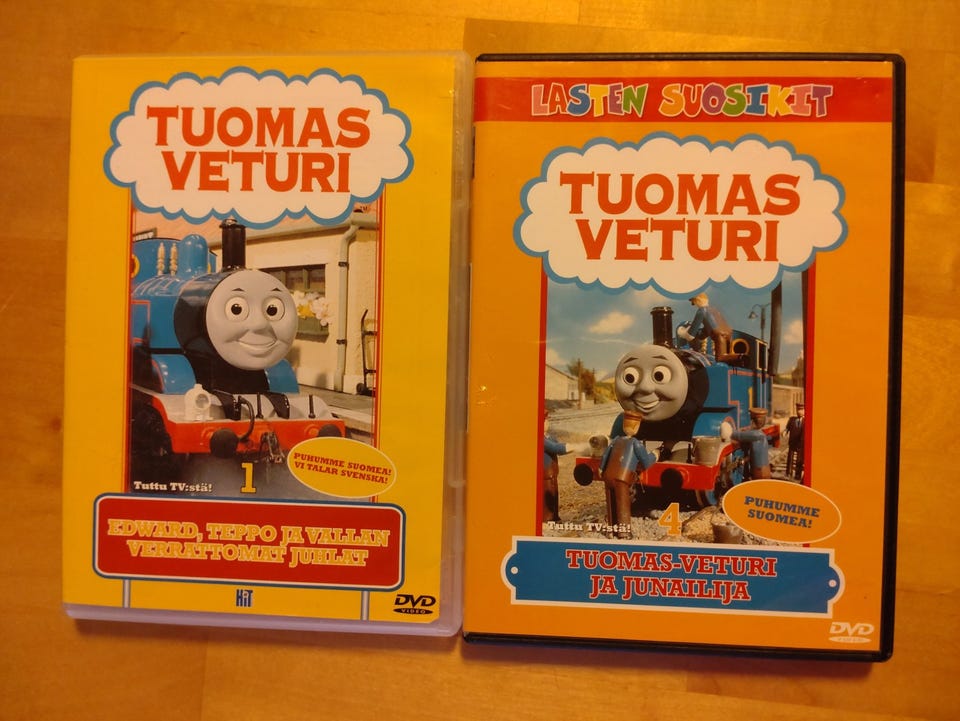 TUOMAS
VETURI
Tuttu TV:stä!
1
PUHUMME SUOMEA!
VI TALAR SVENSKA!
EDWARD, TEPPO JA VALLAN
VERRATTOMAT JUHLAT
HiT
DVD
VIDEO
LASTEN SUOSIKIT
TUOMAS
VETURI
Tuttu TV:stä!
4
PUHUMME
SUOMEA!
TUOMAS-VETURI
JA JUNAILIJA
DVD
VIDEO